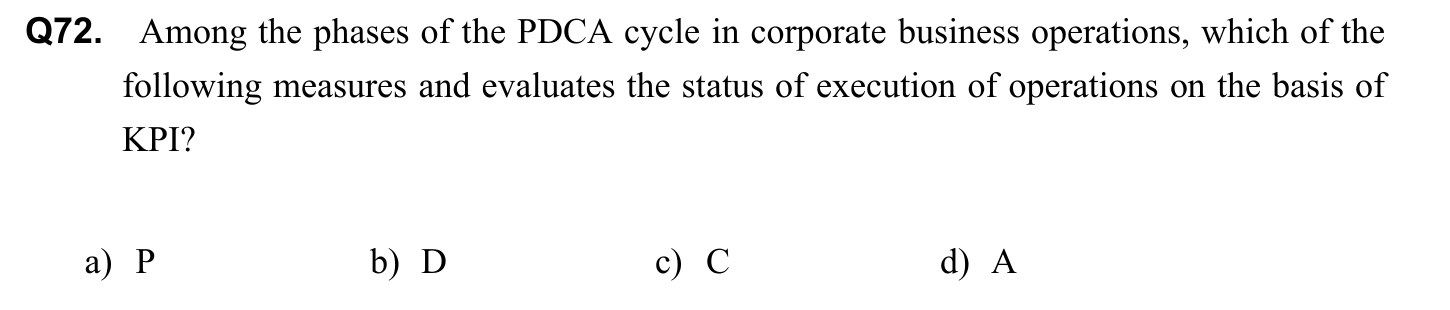 Q72. Among the phases of the PDCA cycle in corporate business operations, which of the
following measures and evaluates the status of execution of operations on the basis of
KPI?
a) P b) D c) C d) A